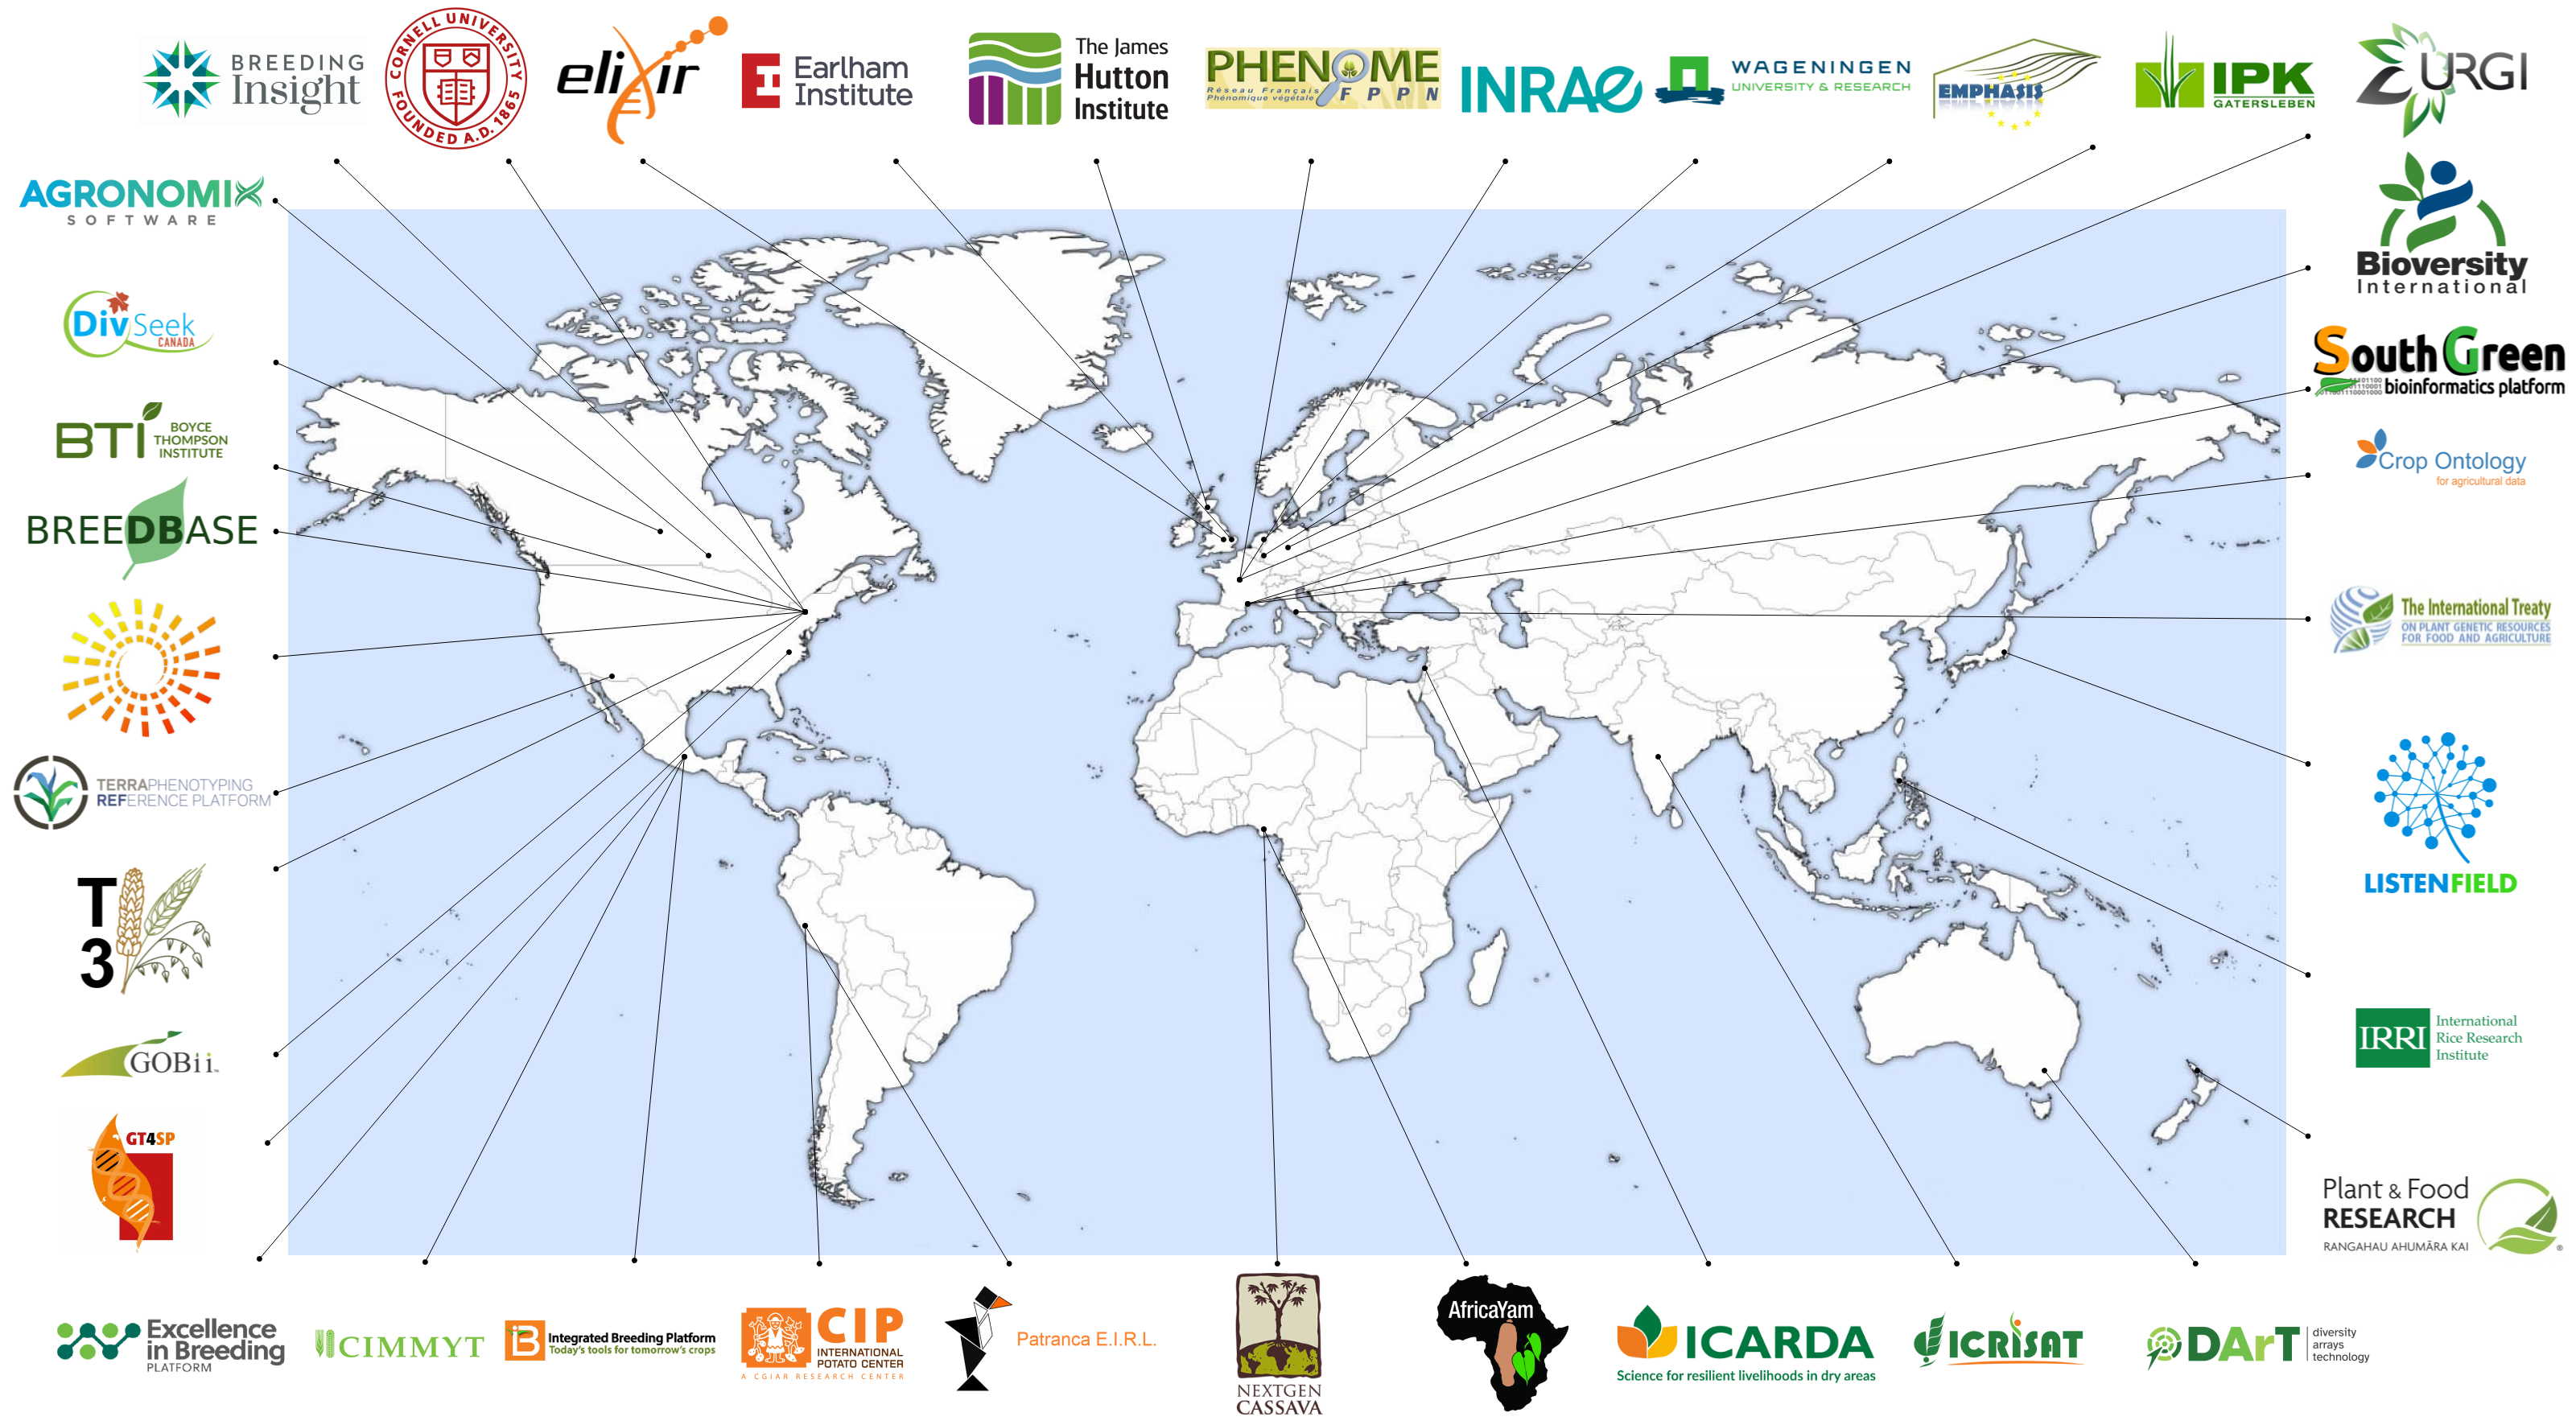 BREEDING
Insight
CORNELL UNIVERSITY
FOUNDED A.D. 1865
elixir
Earlham
Institute
The James
Hutton
Institute
PHENOME
Réseau Français
Phénomique végétale
F P P N
INRAE
WAGENINGEN
UNIVERSITY & RESEARCH
EMPHASIS
IPK
GATERSLEBEN
URGI
AGRONOMIX
SOFTWARE
DivSeek
CANADA
BTI
BOYCE
THOMPSON
INSTITUTE
BREEDBASE
TERRAPHENOTYPING
REFERENCE PLATFORM
T
3
GOBii
GT4SP
Bioversity
International
SouthGreen
bioinformatics platform
Crop Ontology
for agricultural data
The International Treaty
ON PLANT GENETIC RESOURCES
FOR FOOD AND AGRICULTURE
LISTENFIELD
IRRI
International
Rice Research
Institute
Plant & Food
RESEARCH
RANGAHAU AHUMĀRA KAI
Excellence
in Breeding
PLATFORM
CIMMYT
iB
Integrated Breeding Platform
Today's tools for tomorrow's crops
CIP
INTERNATIONAL
POTATO CENTER
A CGIAR RESEARCH CENTER
Patranca E.I.R.L.
NEXTGEN
CASSAVA
AfricaYam
ICARDA
Science for resilient livelihoods in dry areas
ICRISAT
DArT
diversity
arrays
technology